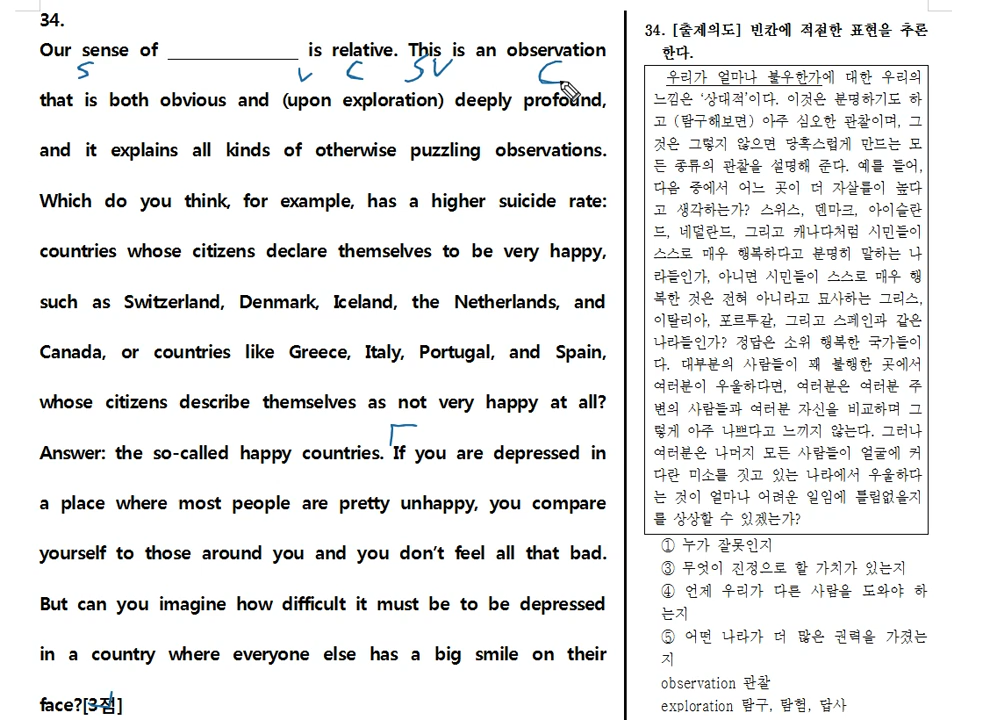 34.
Our sense of ______________ is relative. This is an observation
S V C S V C
that is both obvious and (upon exploration) deeply profound,
and it explains all kinds of otherwise puzzling observations.
Which do you think, for example, has a higher suicide rate:
countries whose citizens declare themselves to be very happy,
such as Switzerland, Denmark, Iceland, the Netherlands, and
Canada, or countries like Greece, Italy, Portugal, and Spain,
whose citizens describe themselves as not very happy at all?
Answer: the so-called happy countries. If you are depressed in
a place where most people are pretty unhappy, you compare
yourself to those around you and you don't feel all that bad.
But can you imagine how difficult it must be to be depressed
in a country where everyone else has a big smile on their
face?[3점]
34. [출제의도] 빈칸에 적절한 표현을 추론
한다.
우리가 얼마나 불우한가에 대한 우리의
느낌은 '상대적'이다. 이것은 분명하기도 하
고 (탐구해보면) 아주 심오한 관찰이며, 그
것은 그렇지 않으면 당혹스럽게 만드는 모
든 종류의 관찰을 설명해 준다. 예를 들어,
다음 중에서 어느 곳이 더 자살률이 높다
고 생각하는가? 스위스, 덴마크, 아이슬란
드, 네덜란드, 그리고 캐나다처럼 시민들이
스스로 매우 행복하다고 분명히 말하는 나
라들인가, 아니면 시민들이 스스로 매우 행
복한 것은 전혀 아니라고 묘사하는 그리스,
이탈리아, 포르투갈, 그리고 스페인과 같은
나라들인가? 정답은 소위 행복한 국가들이
다. 대부분의 사람들이 꽤 불행한 곳에서
여러분이 우울하다면, 여러분은 여러분 주
변의 사람들과 여러분 자신을 비교하며 그
렇게 아주 나쁘다고 느끼지 않는다. 그러나
여러분은 나머지 모든 사람들이 얼굴에 커
다란 미소를 짓고 있는 나라에서 우울하다
는 것이 얼마나 어려운 일임에 틀림없을지
를 상상할 수 있겠는가?
① 누가 잘못인지
③ 무엇이 진정으로 할 가치가 있는지
④ 언제 우리가 다른 사람을 도와야 하
는지
⑤ 어떤 나라가 더 많은 권력을 가졌는
지
observation 관찰
exploration 탐구, 탐험, 답사